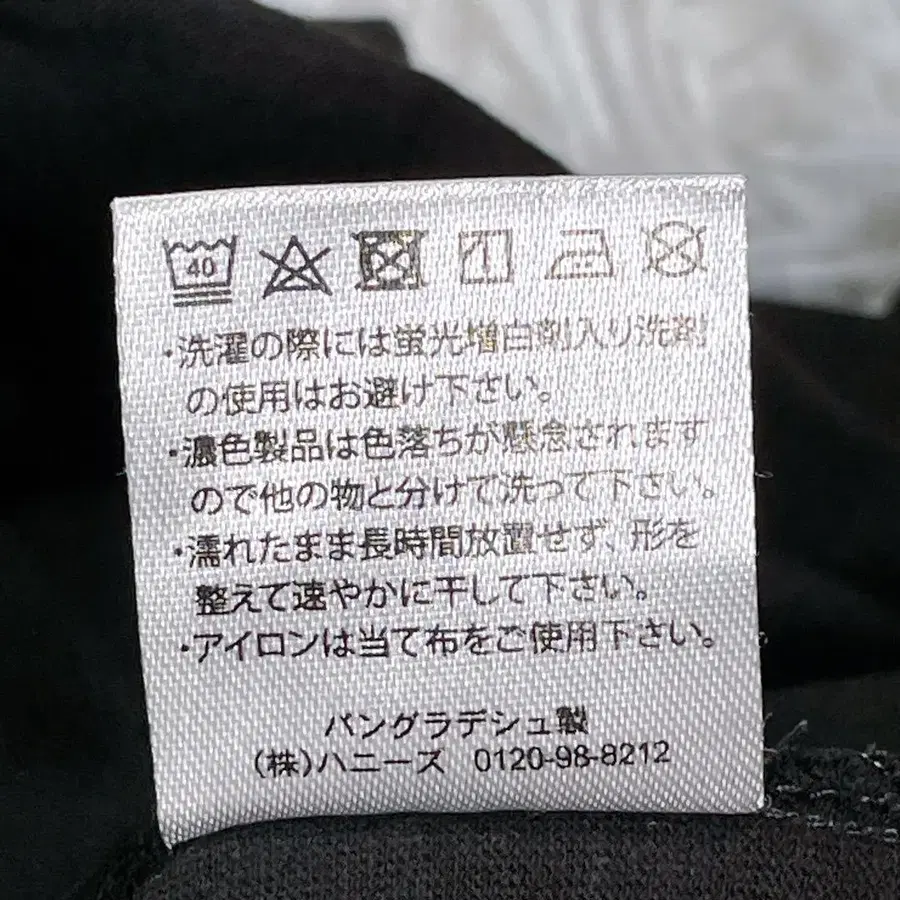 40
・洗濯の際には蛍光増白剤入り洗剤
の使用はお避け下さい。
・濃色製品は色落ちが懸念されます
ので他の物と分けて洗って下さい。
・濡れたまま長時間放置せず、形を
整えて速やかに干して下さい。
・アイロンは当て布をご使用下さい。
バングラデシュ製
(株)ハニーズ 0120-98-8212